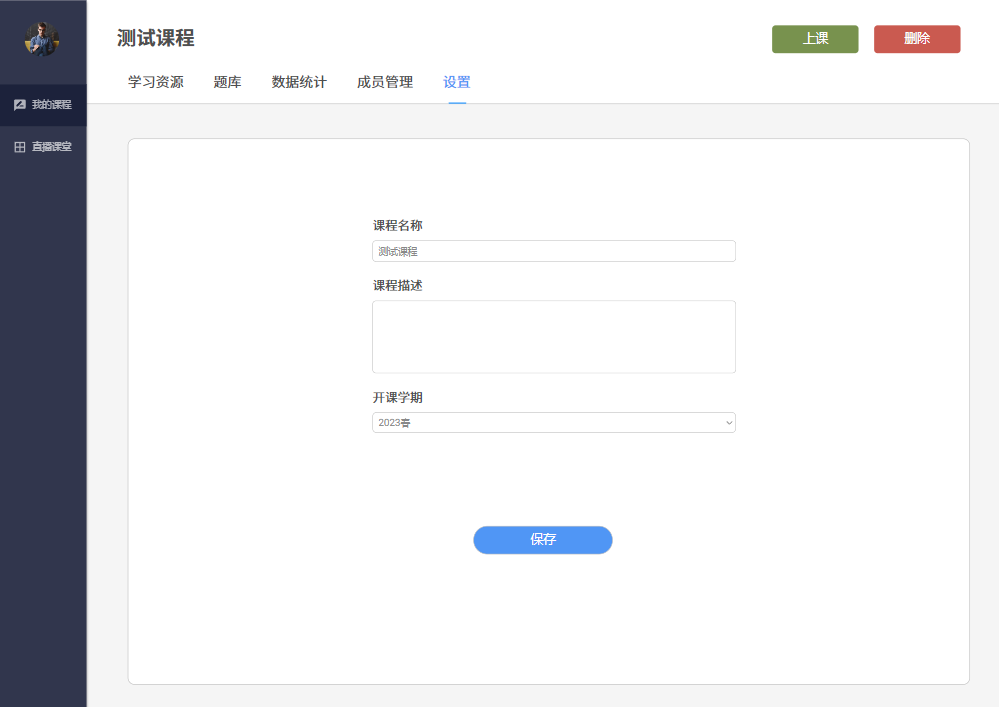 测试课程
上课
删除
学习资源 题库 数据统计 成员管理 设置
我的课程
直播课堂
课程名称
测试课程
课程描述
开课学期
2023春
保存